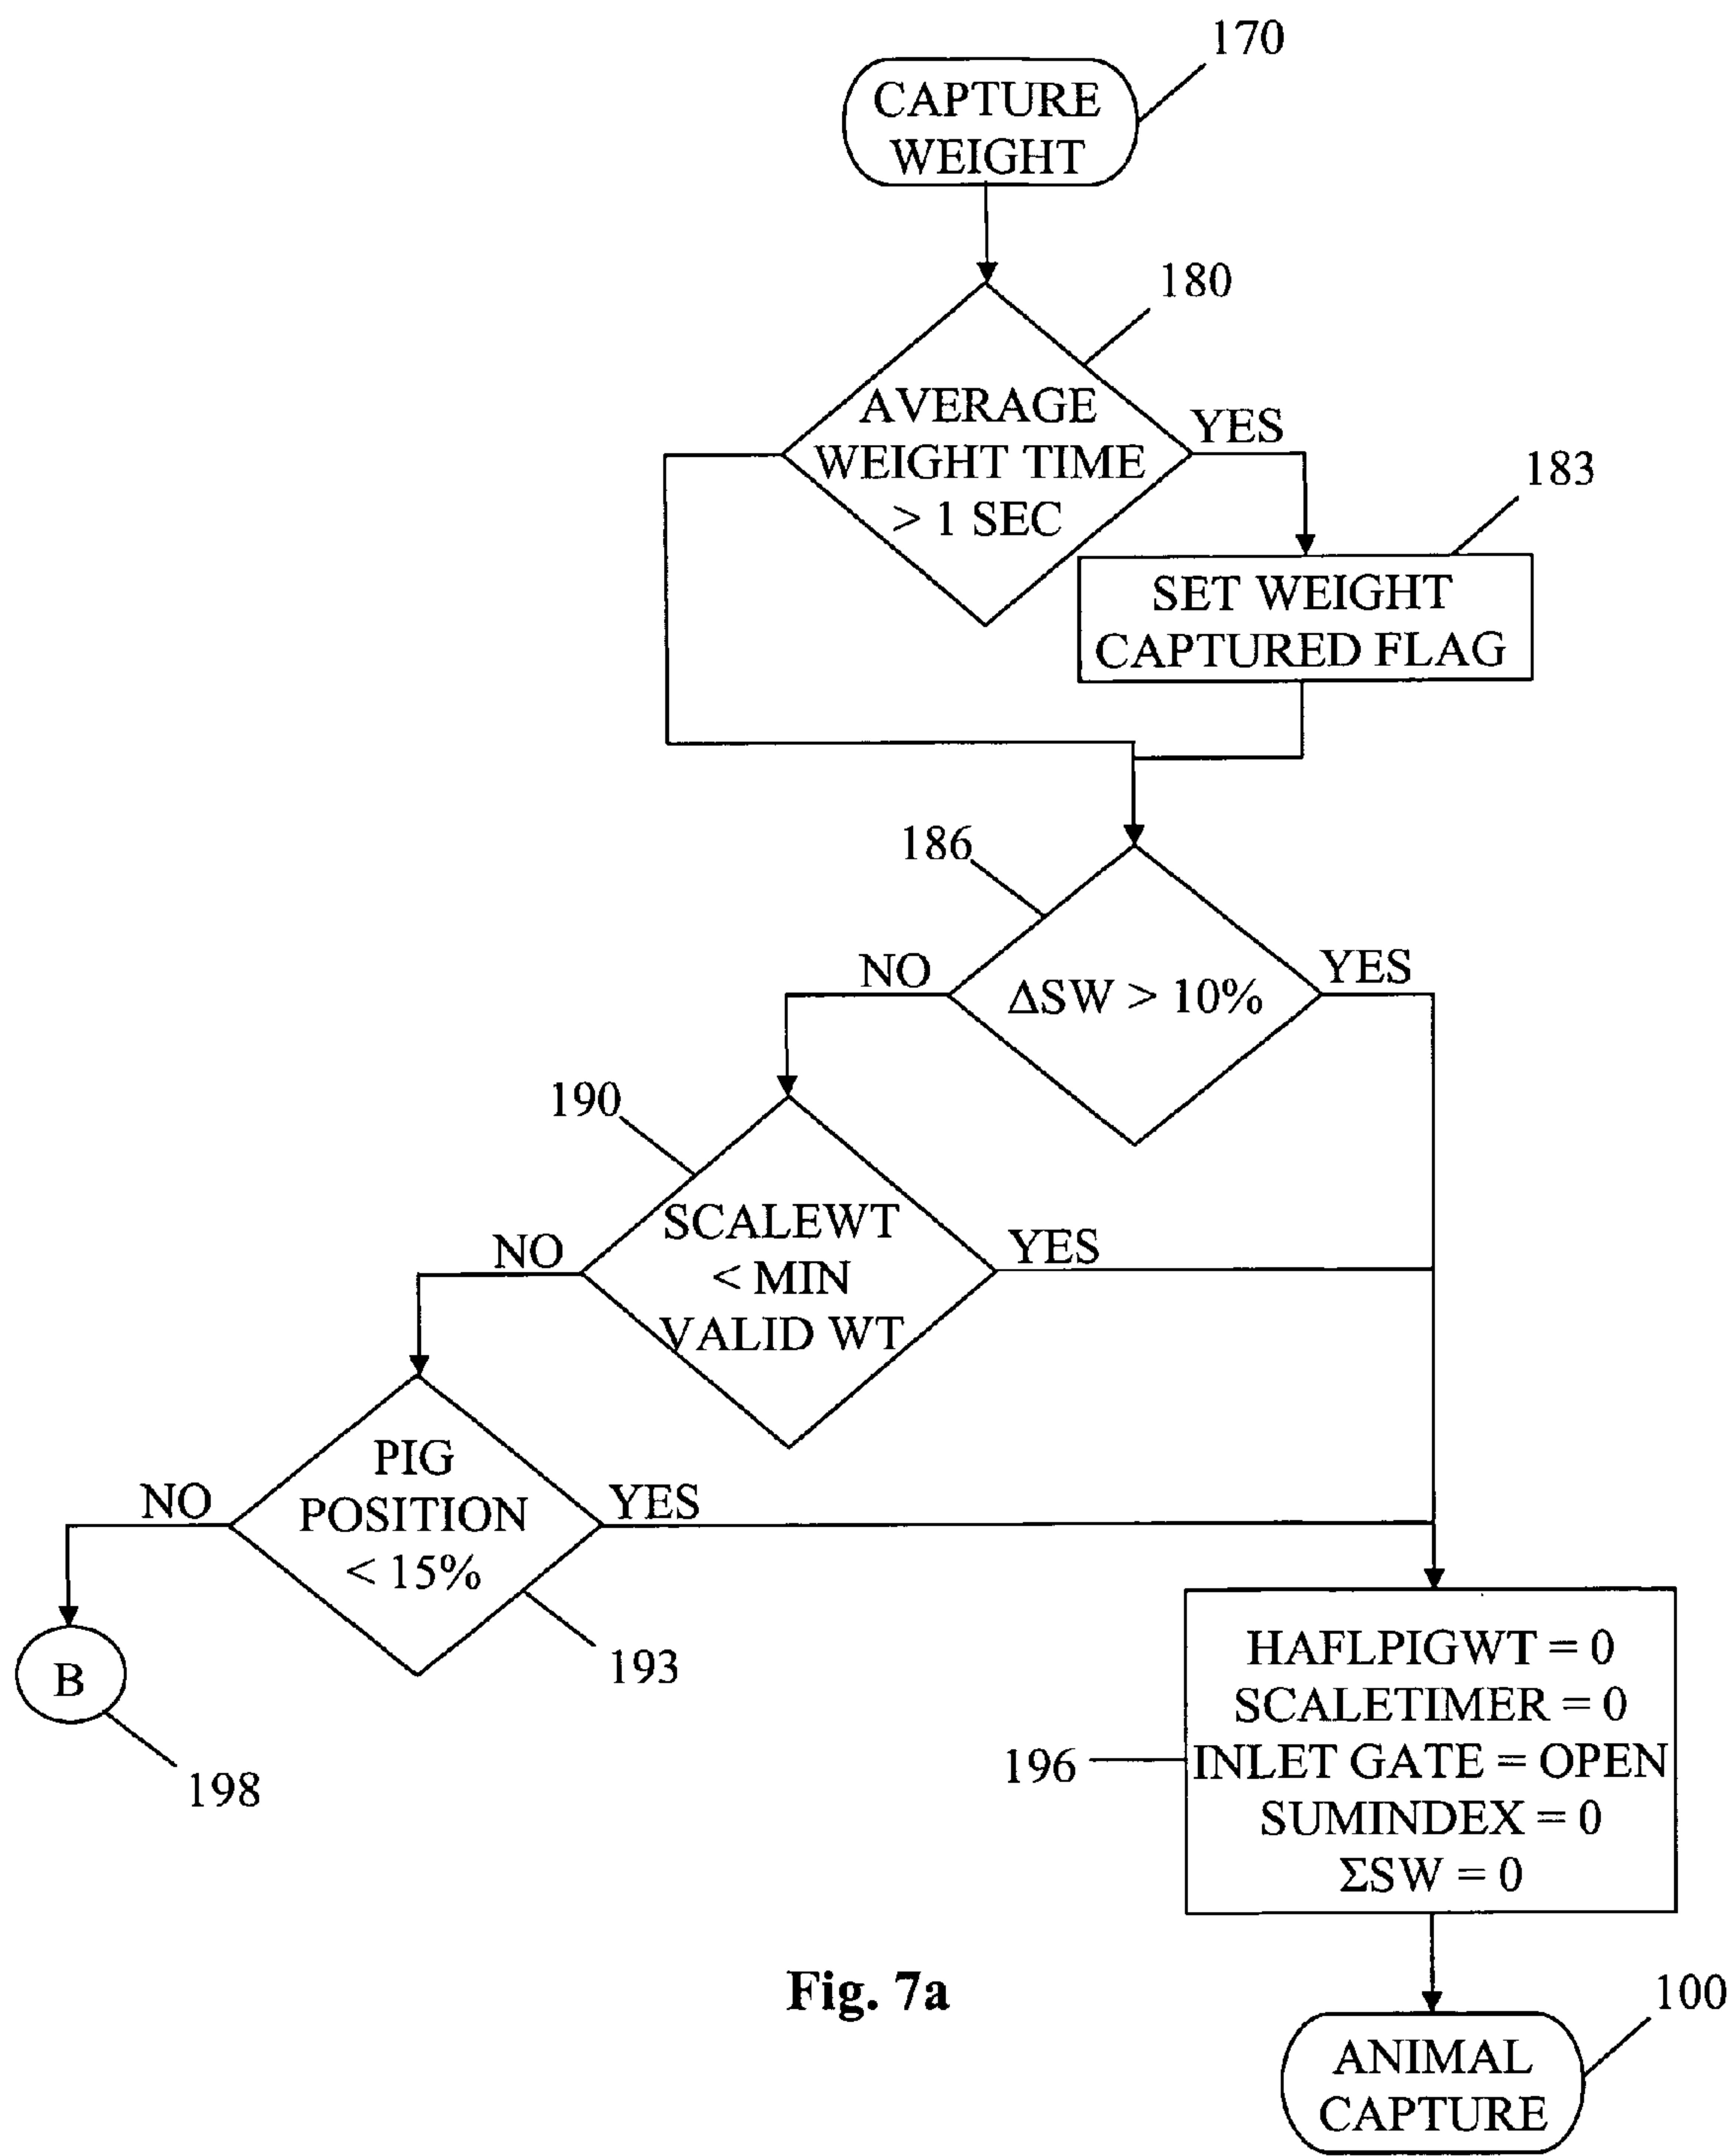 170
CAPTURE
WEIGHT
180
AVERAGE
WEIGHT TIME
> 1 SEC
YES
183
SET WEIGHT
CAPTURED FLAG
186
ΔSW > 10%
NO
YES
190
SCALEWT
< MIN
VALID WT
NO
YES
PIG
POSITION
< 15%
NO
YES
193
B
198
HAFLPIGWT = 0
SCALETIMER = 0
INLET GATE = OPEN
SUMINDEX = 0
ΣSW = 0
196
Fig. 7a
100
ANIMAL
CAPTURE